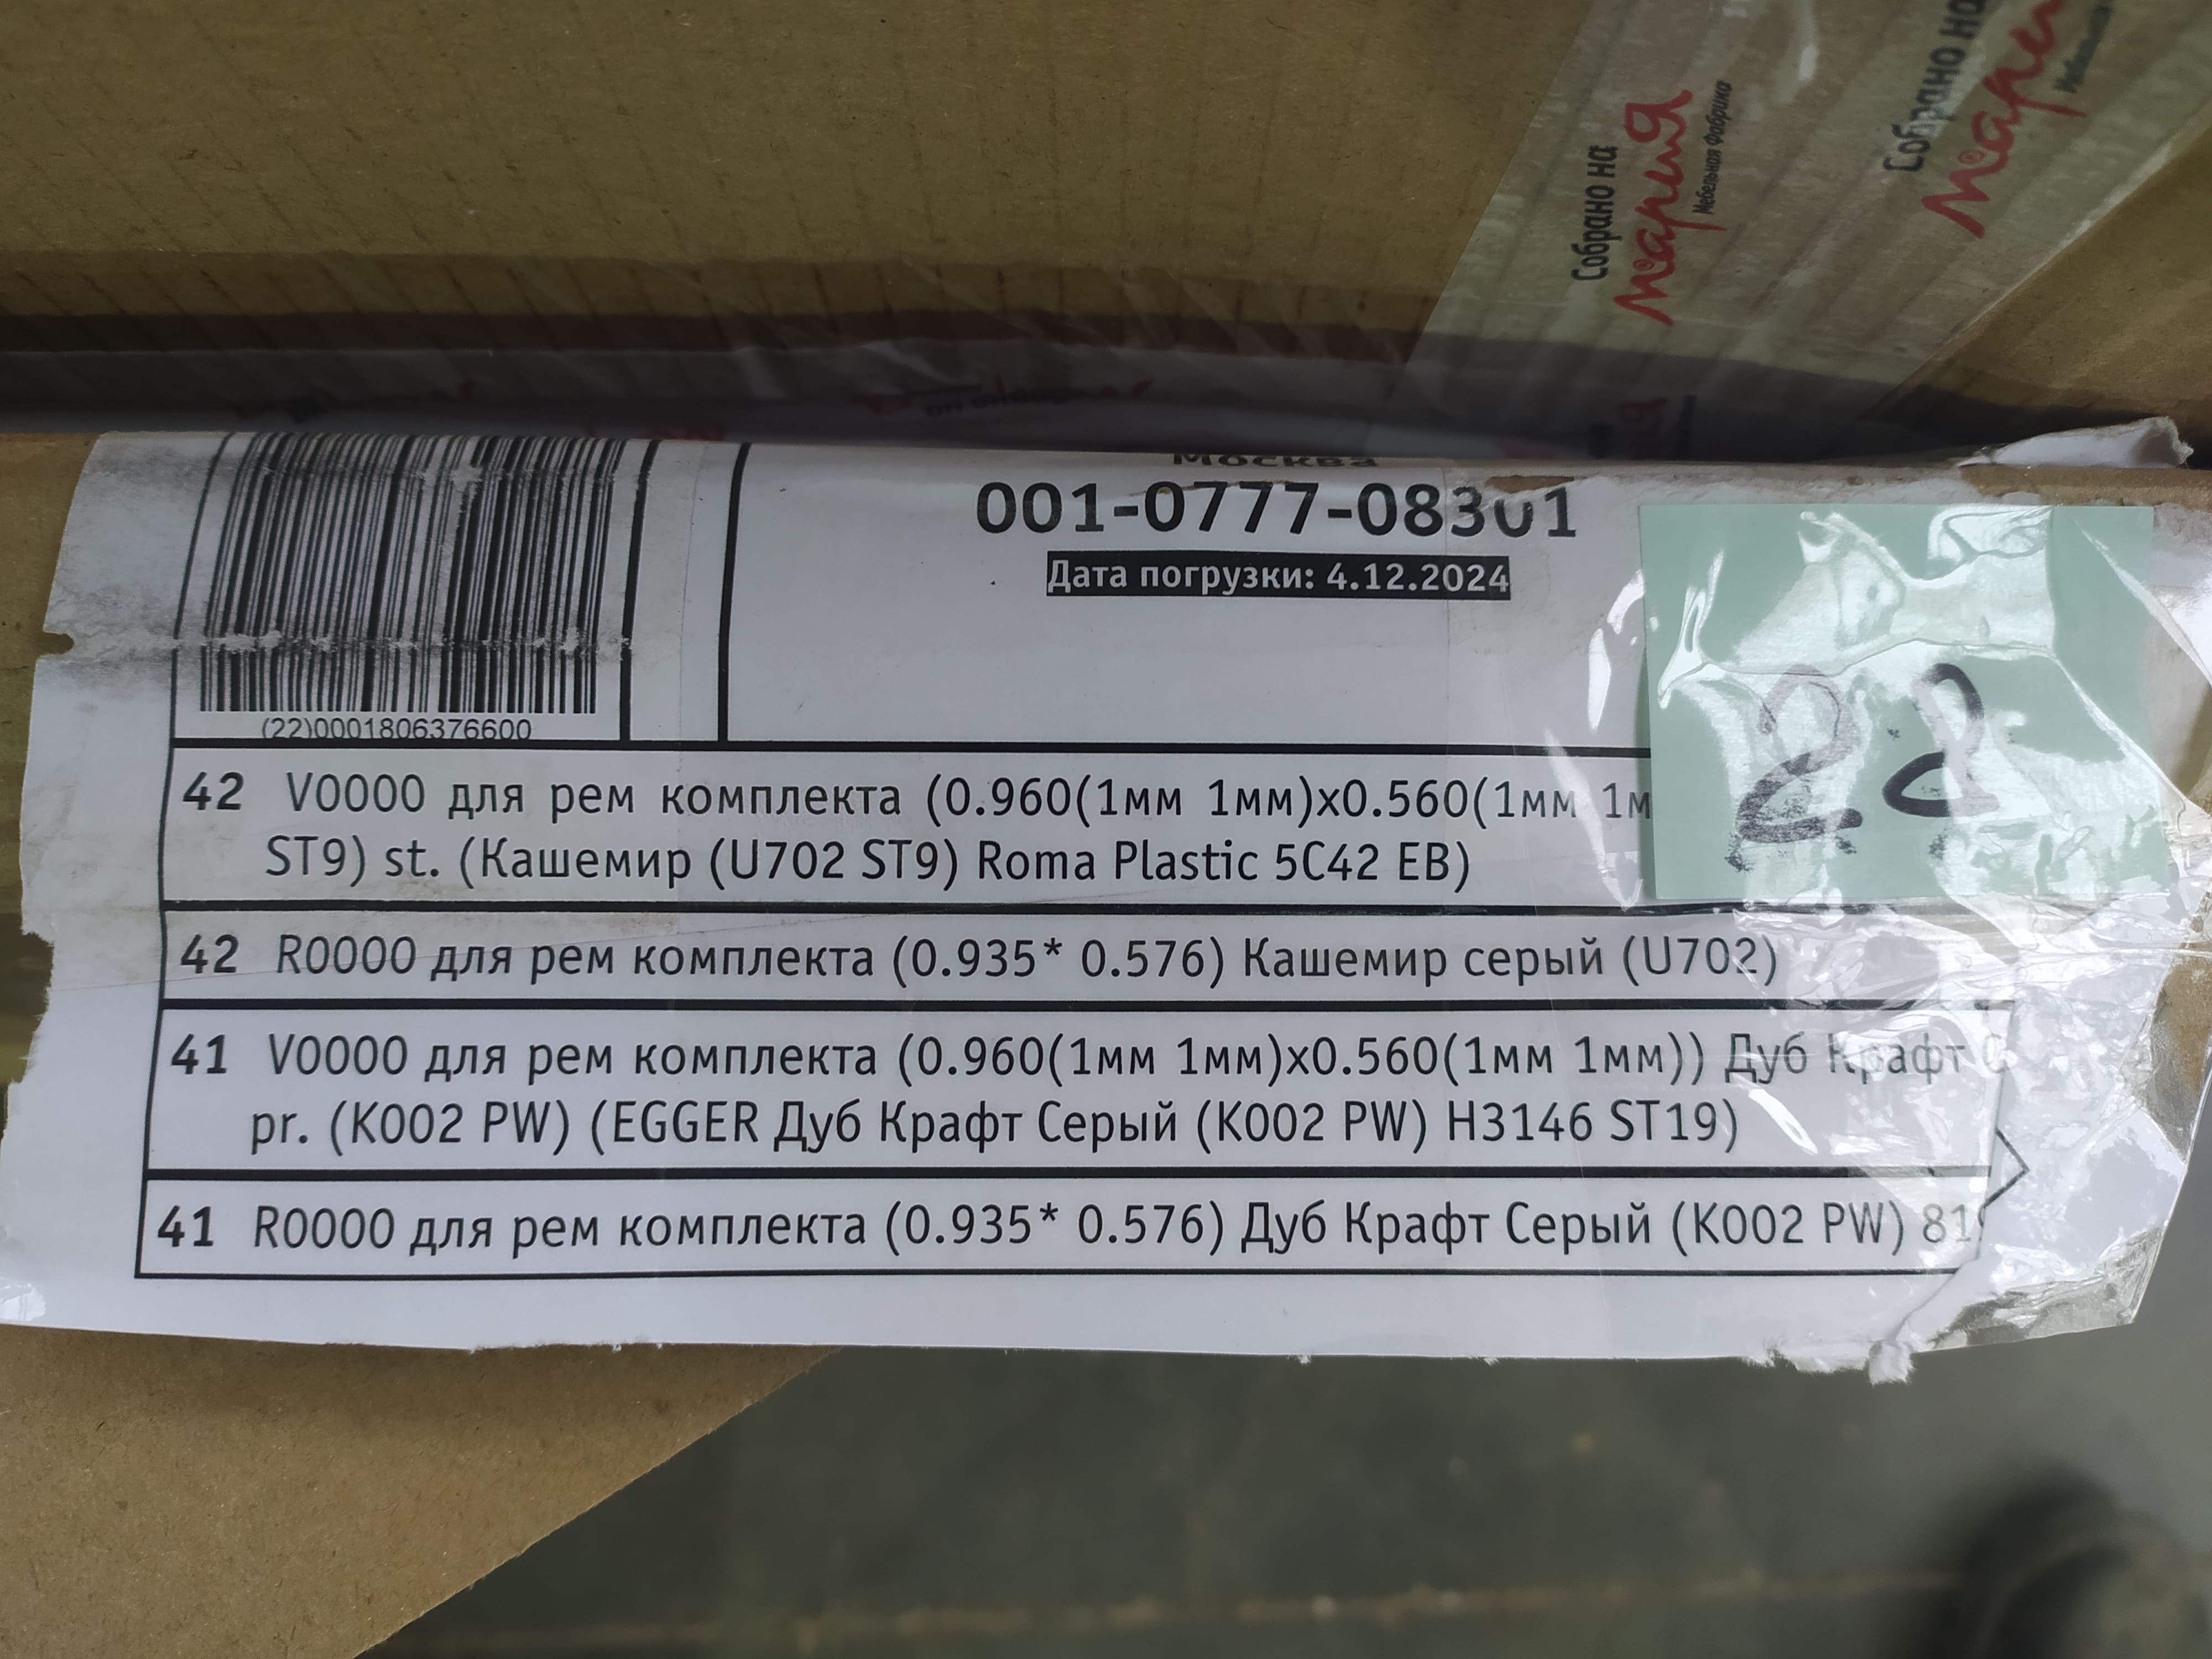 Собрано на
Мария
Мебельная Фабрика
Собрано на
Москва
001-0777-08301
Дата погрузки: 4.12.2024
(22)0001806376600
42 V0000 для рем комплекта (0.960(1мм 1мм)x0.560(1мм
ST9) st. (Кашемир (U702 ST9) Roma Plastic 5C42 EB)
42 R0000 для рем комплекта (0.935* 0.576) Кашемир серый (U702)
41 V0000 для рем комплекта (0.960(1мм 1мм)x0.560(1мм 1мм)) Дуб Крафт
pr. (K002 PW) (EGGER Дуб Крафт Серый (K002 PW) H3146 ST19)
41 R0000 для рем комплекта (0.935* 0.576) Дуб Крафт Серый (K002 PW)